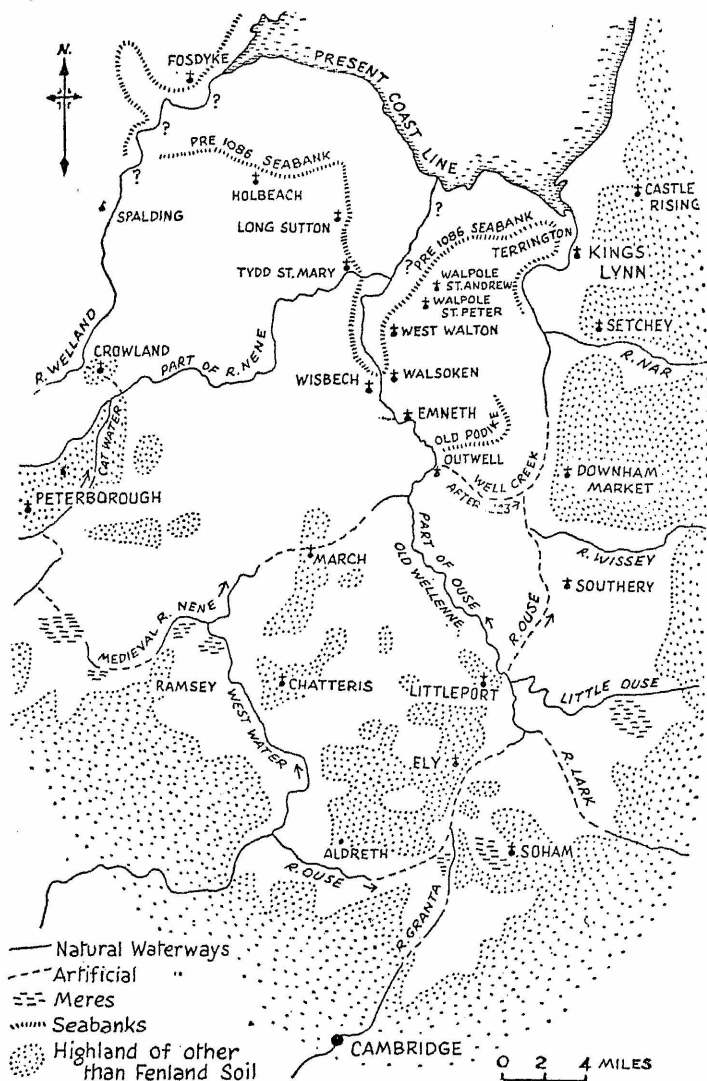 N.
FOSDYKE
PRESENT COAST LINE
?
?
?
PRE 1086 SEABANK
HOLBEACH
SPALDING
LONG SUTTON
?
?
PRE 1086 SEABANK
TERRINGTON
CASTLE
RISING
KINGS
LYNN
TYDD ST. MARY
WALPOLE
ST. ANDREW
WALPOLE
ST. PETER
WEST WALTON
SETCHEY
R. NAR
R. WELLAND
CROWLAND
PART OF R. NENE
WISBECH
WALSOKEN
EMNETH
OLD PODIKE
OUTWELL
WELL CREEK
AFTER
CAT WATER
PETERBOROUGH
DOWNHAM
MARKET
MARCH
PART OF OUSE
OLD WELLENNE
R. WISSEY
SOUTHERY
R. OUSE
MEDIEVAL R. NENE
RAMSEY
CHATTERIS
LITTLEPORT
LITTLE OUSE
WEST WATER
ELY
R. LARK
ALDRETH
SOHAM
R. OUSE
R. GRANTA
Natural Waterways
Artificial "
Meres
Seabanks
Highland of other
than Fenland Soil
CAMBRIDGE
0 2 4 MILES